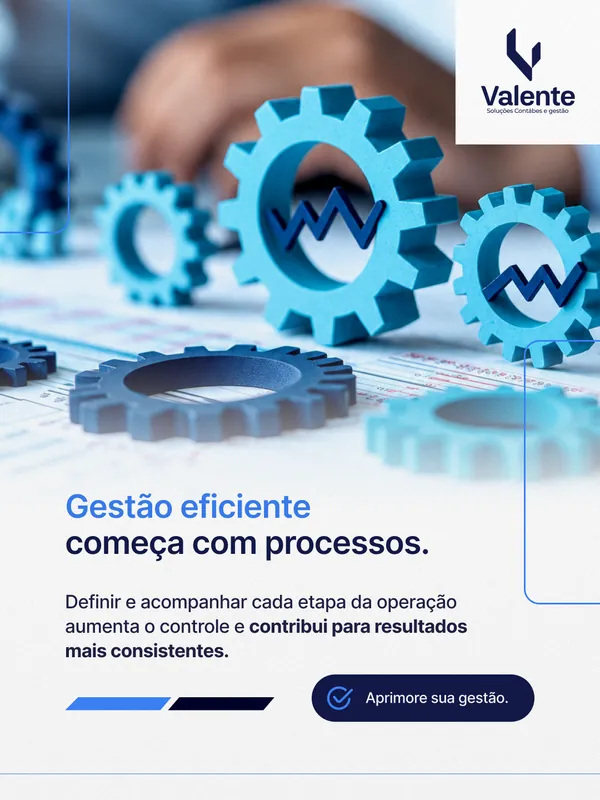 Valente
Soluções Contábes e gestão
Gestão eficiente
começa com processos.
Definir e acompanhar cada etapa da operação
aumenta o controle e contribui para resultados
mais consistentes.
Aprimore sua gestão.